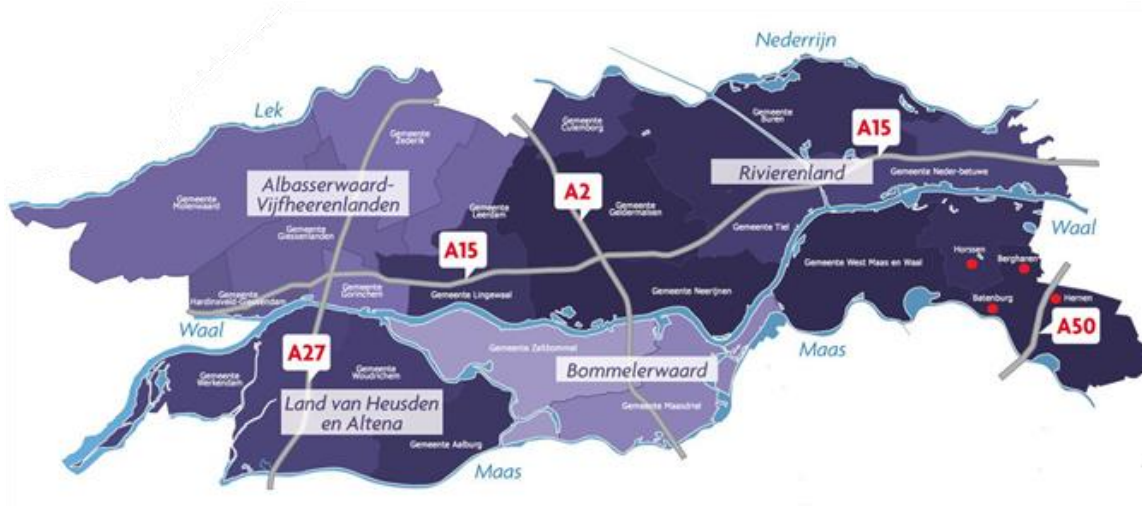 Nederrijn
Lek
Gemeente
Zederik
Gemeente
Culemborg
Gemeente
Buren
A15
Rivierenland
Gemeente Neder-betuwe
Albasserwaard-
Vijfheerenlanden
Gemeente
Molenwaard
A2
Gemeente
Leerdam
Gemeente
Geldermalsen
Gemeente
Giessenlanden
Gemeente Tiel
Waal
A15
Gemeente West Maas en Waal
Horssen
Bergharen
Gemeente
Hardinxveld-Giessendam
Gemeente
Gorinchem
Gemeente Lingewaal
Gemeente Neerijnen
Batenburg
Hernen
A50
Waal
A27
Gemeente Zaltbommel
Maas
Gemeente
Werkendam
Gemeente
Woudrichem
Bommelerwaard
Land van Heusden
en Altena
Gemeente Maasdriel
Gemeente Aalburg
Maas